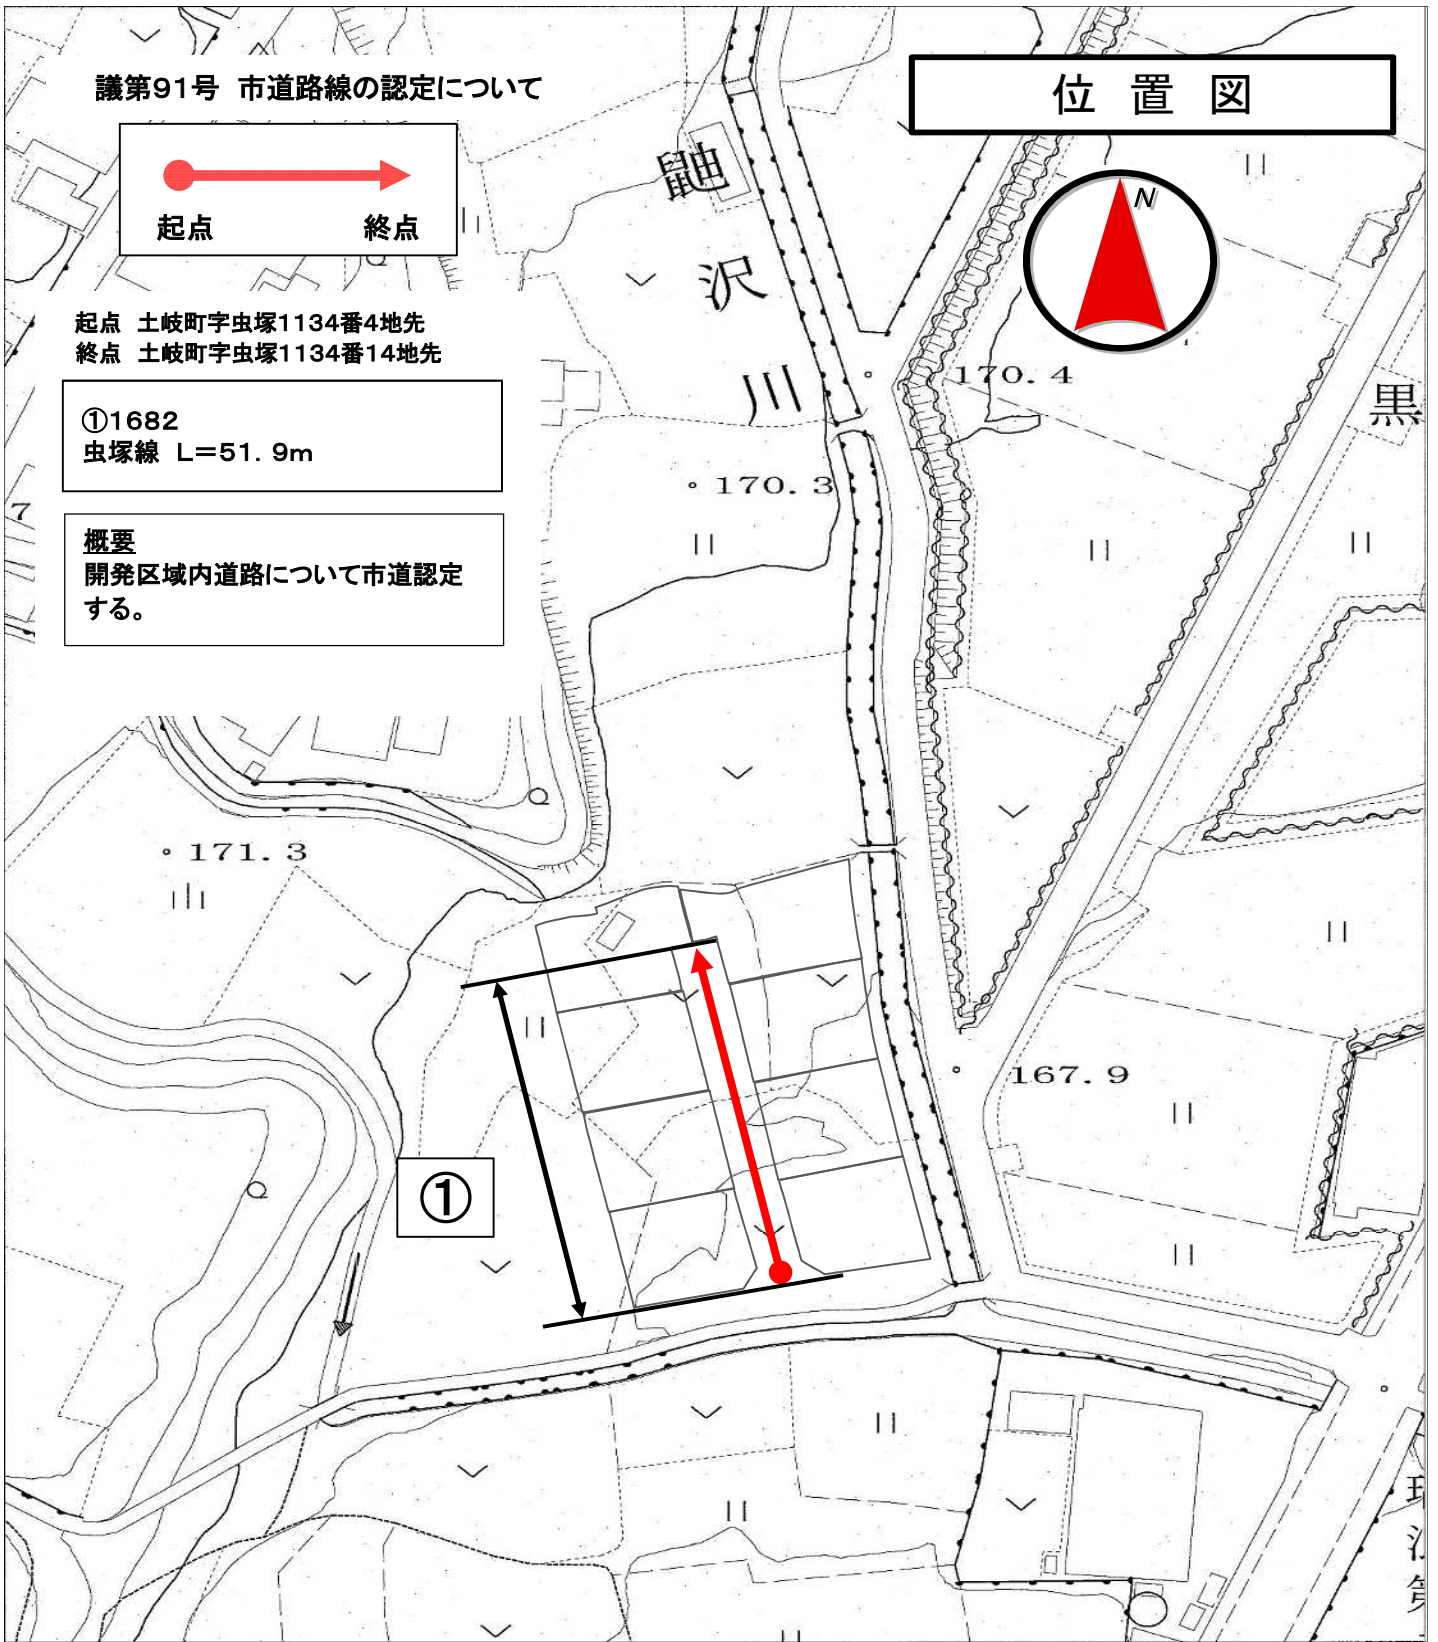 議第91号 市道路線の認定について
位 置 図
起点 終点
N
鼬沢川
起点 土岐町字虫塚1134番4地先
終点 土岐町字虫塚1134番14地先
①1682
虫塚線 L=51.9m
概要
開発区域内道路について市道認定
する。
170.4
黒
170.3
7
171.3
167.9
①